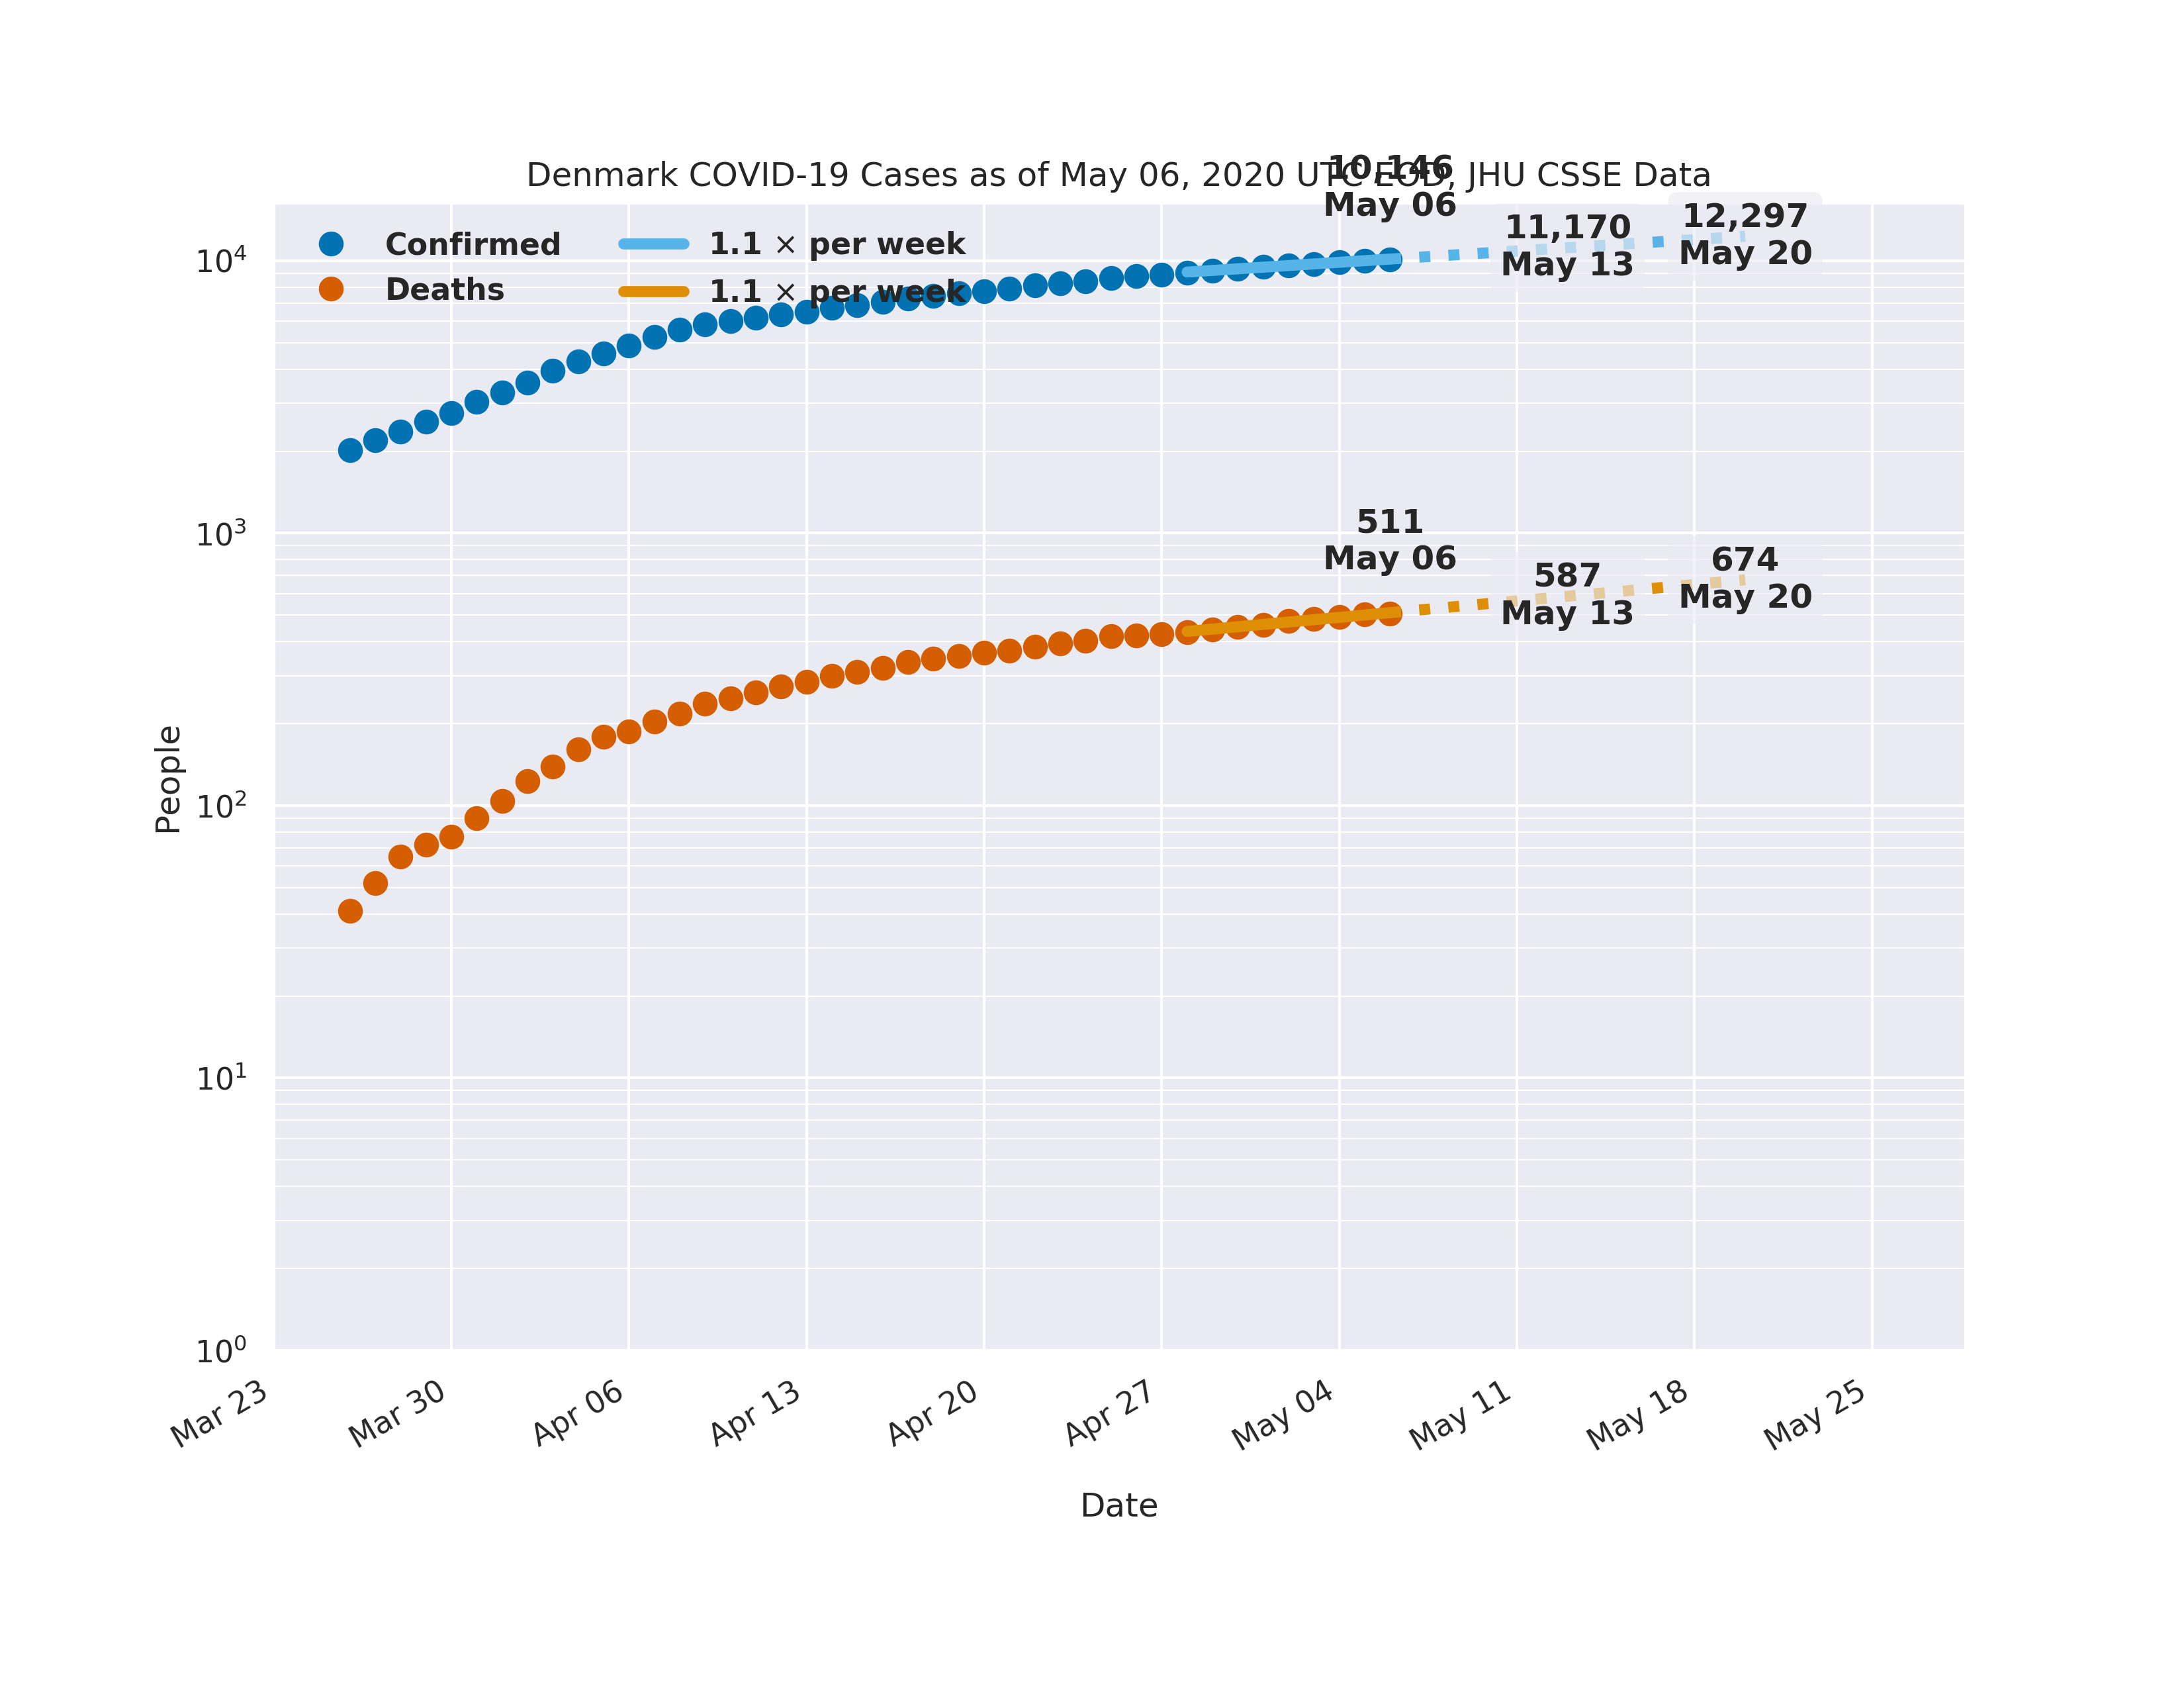 Denmark COVID-19 Cases as of May 06, 2020 UTC EOD, JHU CSSE Data
10,146
May 06
11,170
May 13
12,297
May 20
Confirmed
Deaths
1.1 × per week
1.1 × per week
511
May 06
587
May 13
674
May 20
People
10⁴
10³
10²
10¹
10⁰
Mar 23
Mar 30
Apr 06
Apr 13
Apr 20
Apr 27
May 04
May 11
May 18
May 25
Date